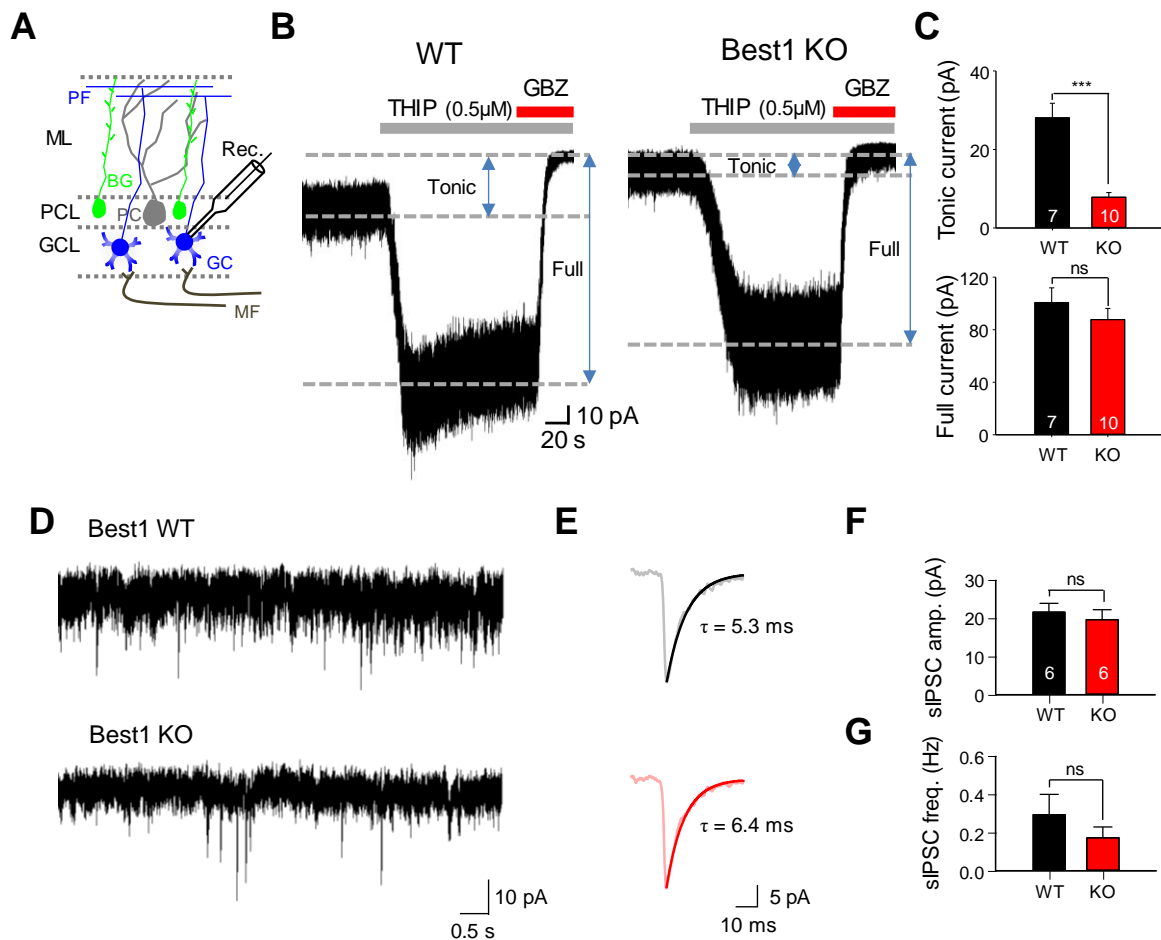 A
PF
ML
BG
Rec.
PCL
PC
GCL
GC
MF
B
WT
Best1 KO
GBZ
THIP (0.5µM)
Tonic
Full
10 pA
20 s
GBZ
THIP (0.5µM)
Tonic
Full
C
Tonic current (pA)
40
20
0
***
7
10
WT
KO
Full current (pA)
120
80
40
0
ns
7
10
WT
KO
D
Best1 WT
Best1 KO
10 pA
0.5 s
E
τ = 5.3 ms
τ = 6.4 ms
5 pA
10 ms
F
sIPSC amp. (pA)
30
20
10
0
ns
6
6
WT
KO
G
sIPSC freq. (Hz)
0.6
0.4
0.2
0.0
ns
WT
KO